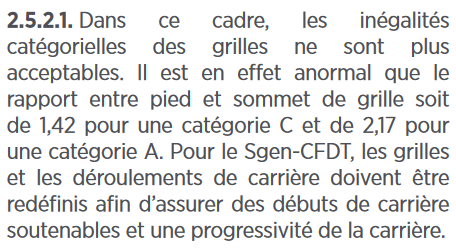 2.5.2.1. Dans ce cadre, les inégalités
catégorielles des grilles ne sont plus
acceptables. Il est en effet anormal que le
rapport entre pied et sommet de grille soit
de 1,42 pour une catégorie C et de 2,17 pour
une catégorie A. Pour le Sgen-CFDT, les grilles
et les déroulements de carrière doivent être
redéfinis afin d’assurer des débuts de carrière
soutenables et une progressivité de la carrière.